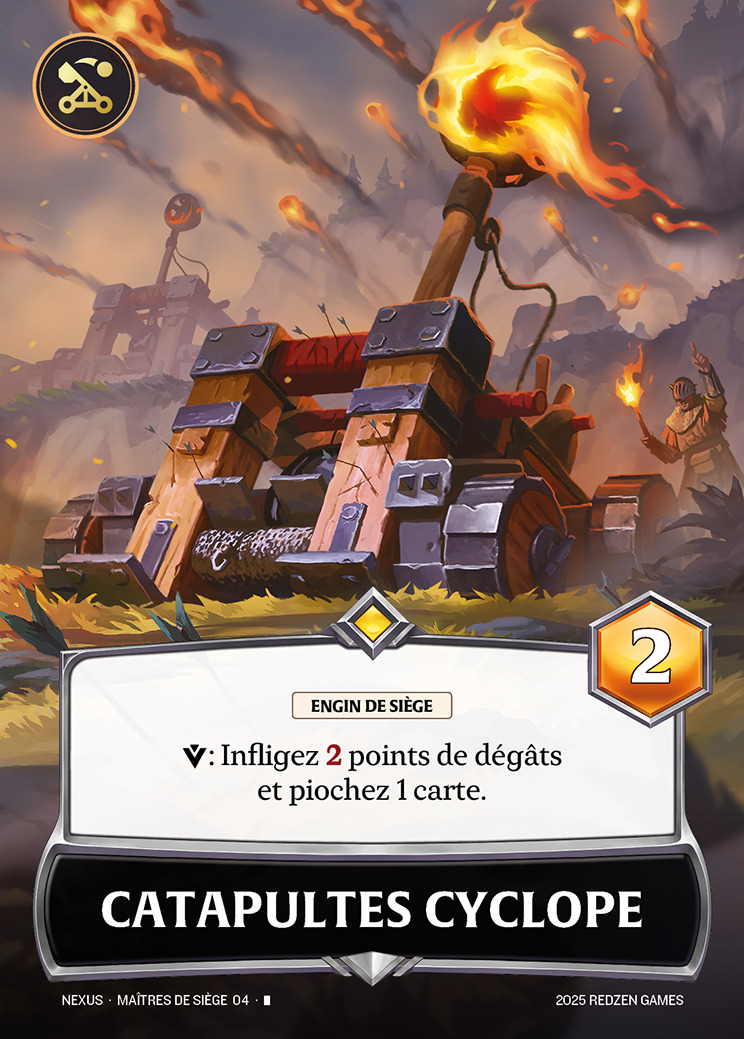 2
ENGIN DE SIÈGE
: Infligez 2 points de dégâts
et piochez 1 carte.
CATAPULTES CYCLOPE
NEXUS · MAÎTRES DE SIÈGE 04 ·
2025 REDZEN GAMES